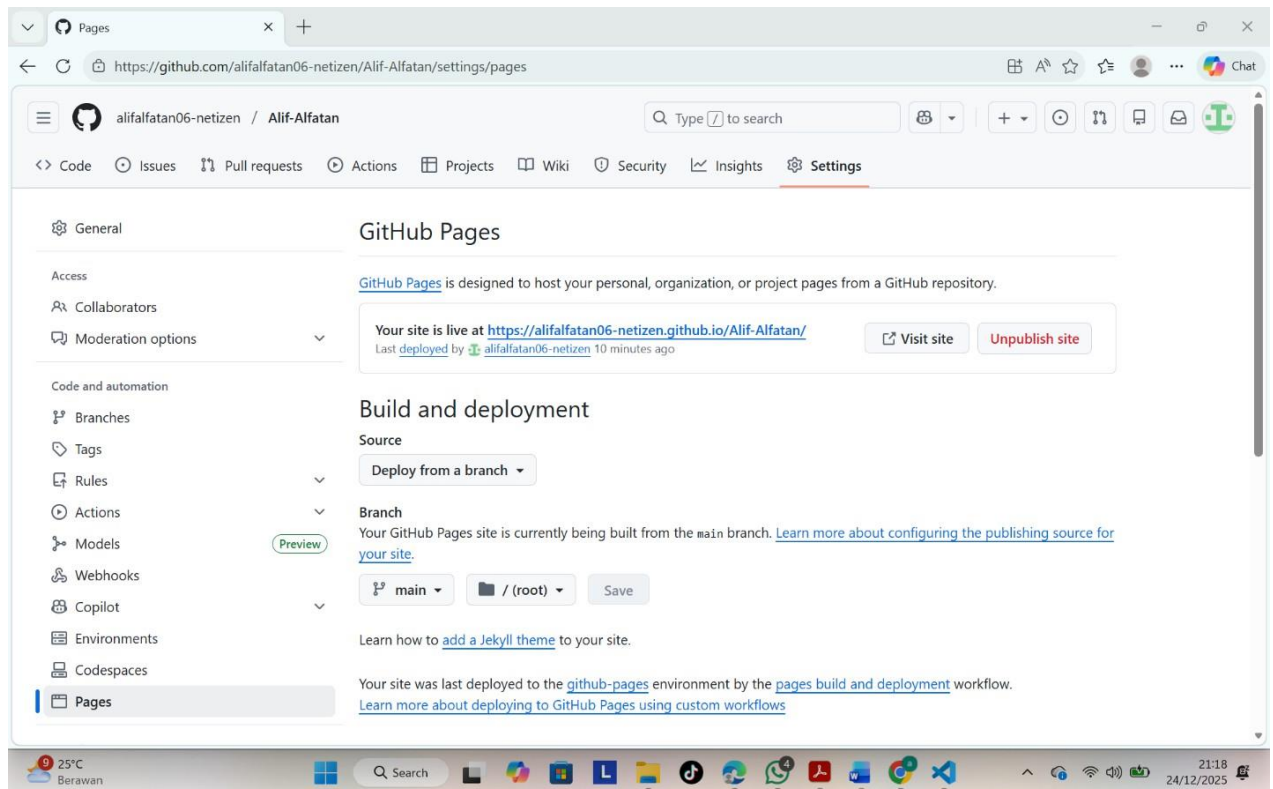 Pages
https://github.com/alifalfatan06-netizen/Alif-Alfatan/settings/pages
Chat
alifalfatan06-netizen / Alif-Alfatan
Type / to search
Code Issues Pull requests Actions Projects Wiki Security Insights Settings
General
Access
Collaborators
Moderation options
Code and automation
Branches
Tags
Rules
Actions
Models Preview
Webhooks
Copilot
Environments
Codespaces
Pages
GitHub Pages
GitHub Pages is designed to host your personal, organization, or project pages from a GitHub repository.
Your site is live at https://alifalfatan06-netizen.github.io/Alif-Alfatan/
Last deployed by alifalfatan06-netizen 10 minutes ago
Visit site
Unpublish site
Build and deployment
Source
Deploy from a branch
Branch
Your GitHub Pages site is currently being built from the main branch. Learn more about configuring the publishing source for
your site.
main / (root) Save
Learn how to add a Jekyll theme to your site.
Your site was last deployed to the github-pages environment by the pages build and deployment workflow.
Learn more about deploying to GitHub Pages using custom workflows
9
25°C
Berawan
Search
L
4
21:18
24/12/2025